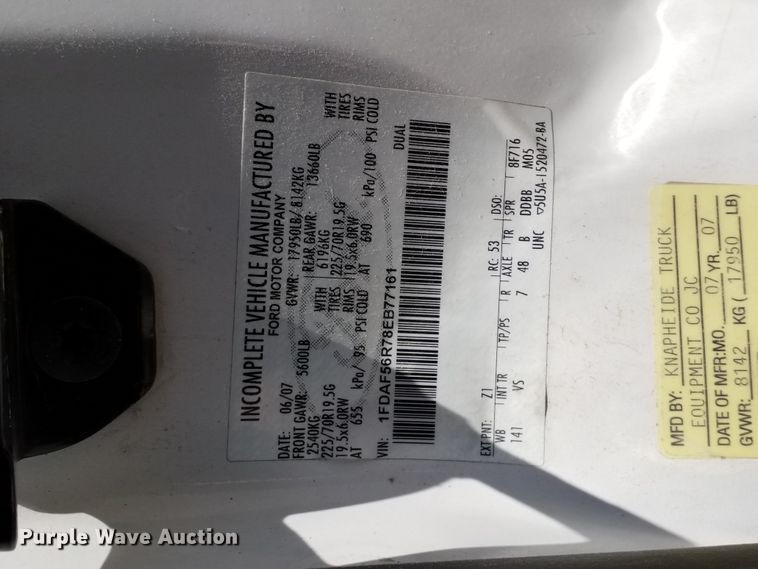 INCOMPLETE VEHICLE MANUFACTURED BY
FORD MOTOR COMPANY
DATE: 06/07 GVWR: 17950LB/ 8142KG
FRONT GAWR: 5600LB REAR GAWR: 13660LB
2540KG WITH 6196KG WITH
225/70R19.5G TIRES 225/70R19.5G TIRES
19.5x6.0RW RIMS 19.5x6.0RW RIMS
AT 655 kPa/ 95 PSI COLD AT 690 kPa/100 PSI COLD
VIN: 1FDAF56R78EB77161 DUAL
EXT PNT: Z1 RC: 53 DSO:
WB INT TR TP/PS R AXLE TR SPR 8F716
141 VS 7 48 B DDBB M05
UNC ▽5U5A-1520472-BA
MFD BY: KNAPHEIDE TRUCK
EQUIPMENT CO JC
DATE OF MFR:MO. 07 YR. 07
GVWR: 8142 KG ( 17950 LB)
Purple Wave Auction